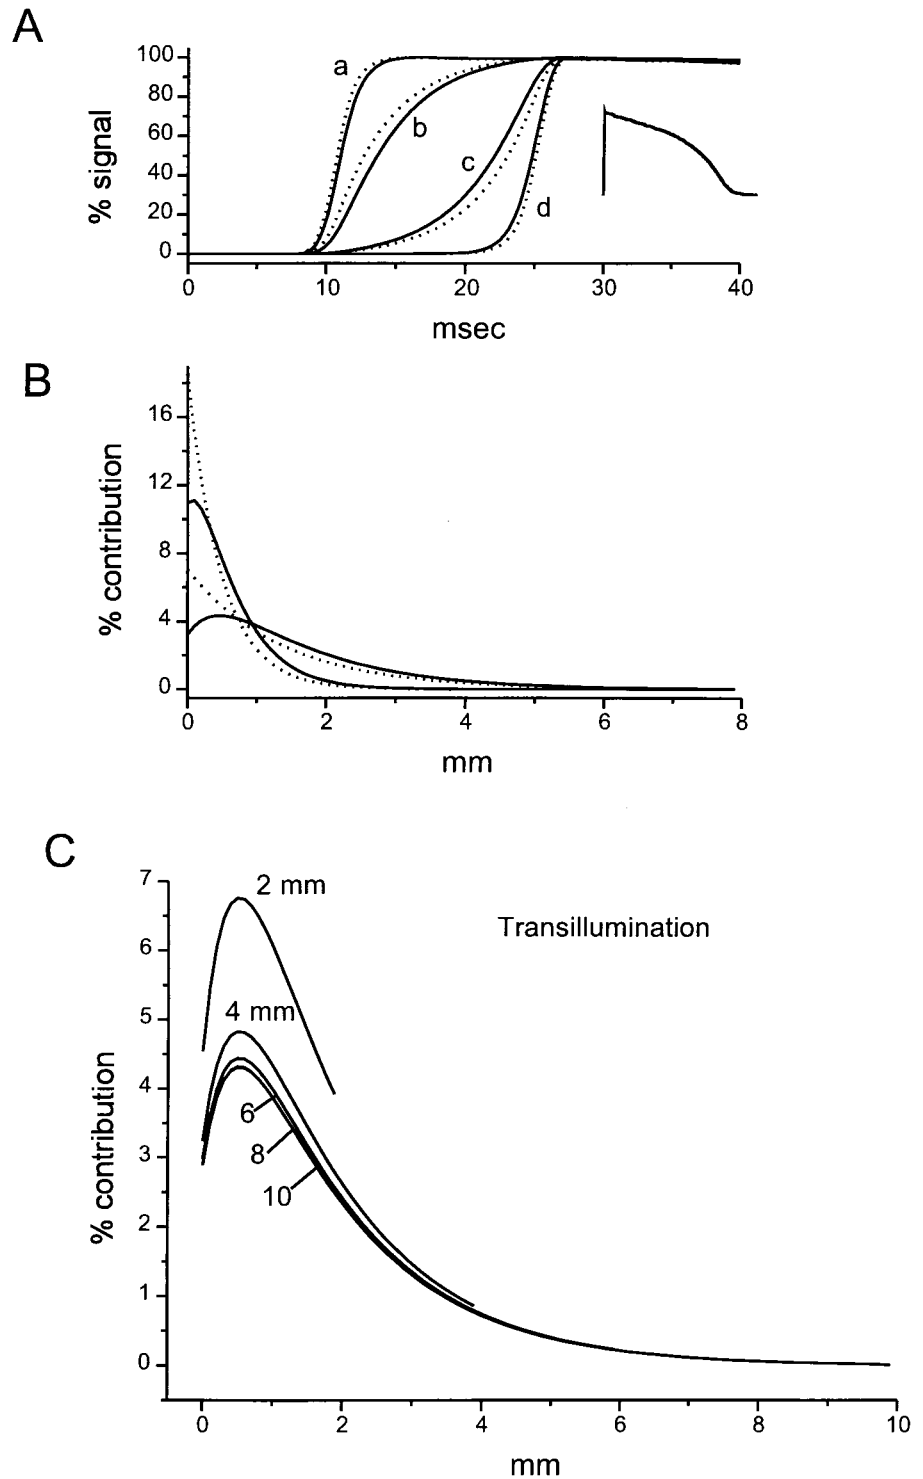 A
% signal
100
80
60
40
20
0
a
b
c
d
0 10 20 30 40
msec
B
% contribution
16
12
8
4
0
0 2 4 6 8
mm
C
% contribution
7
6
5
4
3
2
1
0
2 mm
Transillumination
4 mm
6
8
10
0 2 4 6 8 10
mm